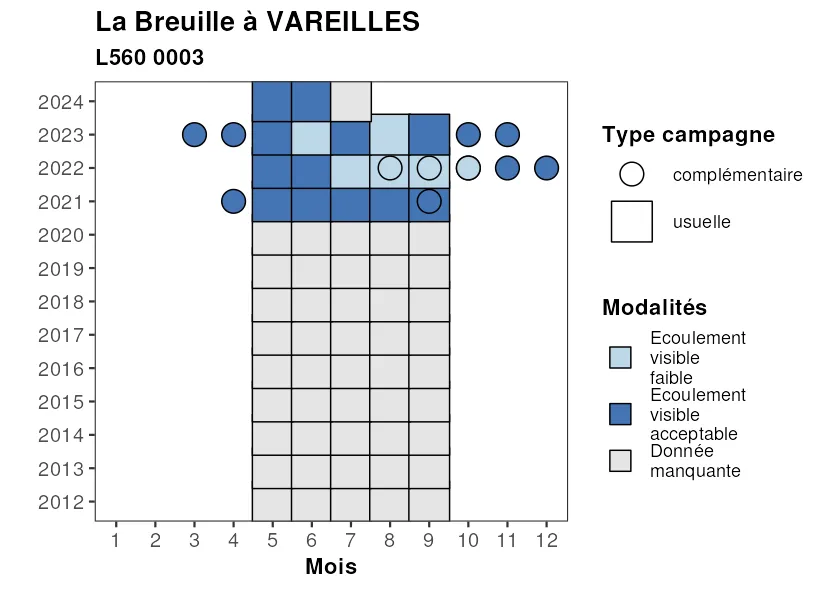 La Breuille à VAREILLES
L560 0003
2024
2023
2022
2021
2020
2019
2018
2017
2016
2015
2014
2013
2012
1 2 3 4 5 6 7 8 9 10 11 12
Mois
Type campagne
complémentaire
usuelle
Modalités
Ecoulement
visible
faible
Ecoulement
visible
acceptable
Donnée
manquante